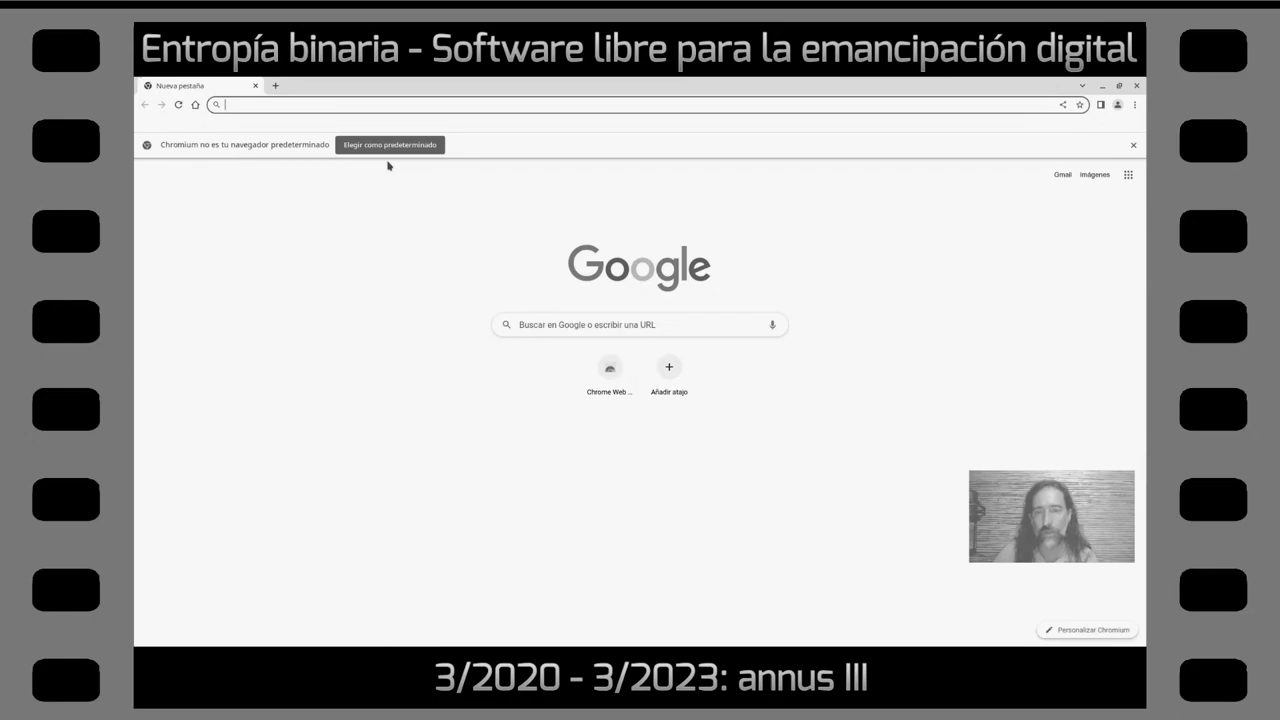 Entropía binaria - Software libre para la emancipación digital
Nueva pestaña
Chromium no es tu navegador predeterminado
Elegir como predeterminado
Gmail Imágenes
Google
Buscar en Google o escribir una URL
Chrome Web ...
Añadir atajo
Personalizar Chromium
3/2020 - 3/2023: annus III